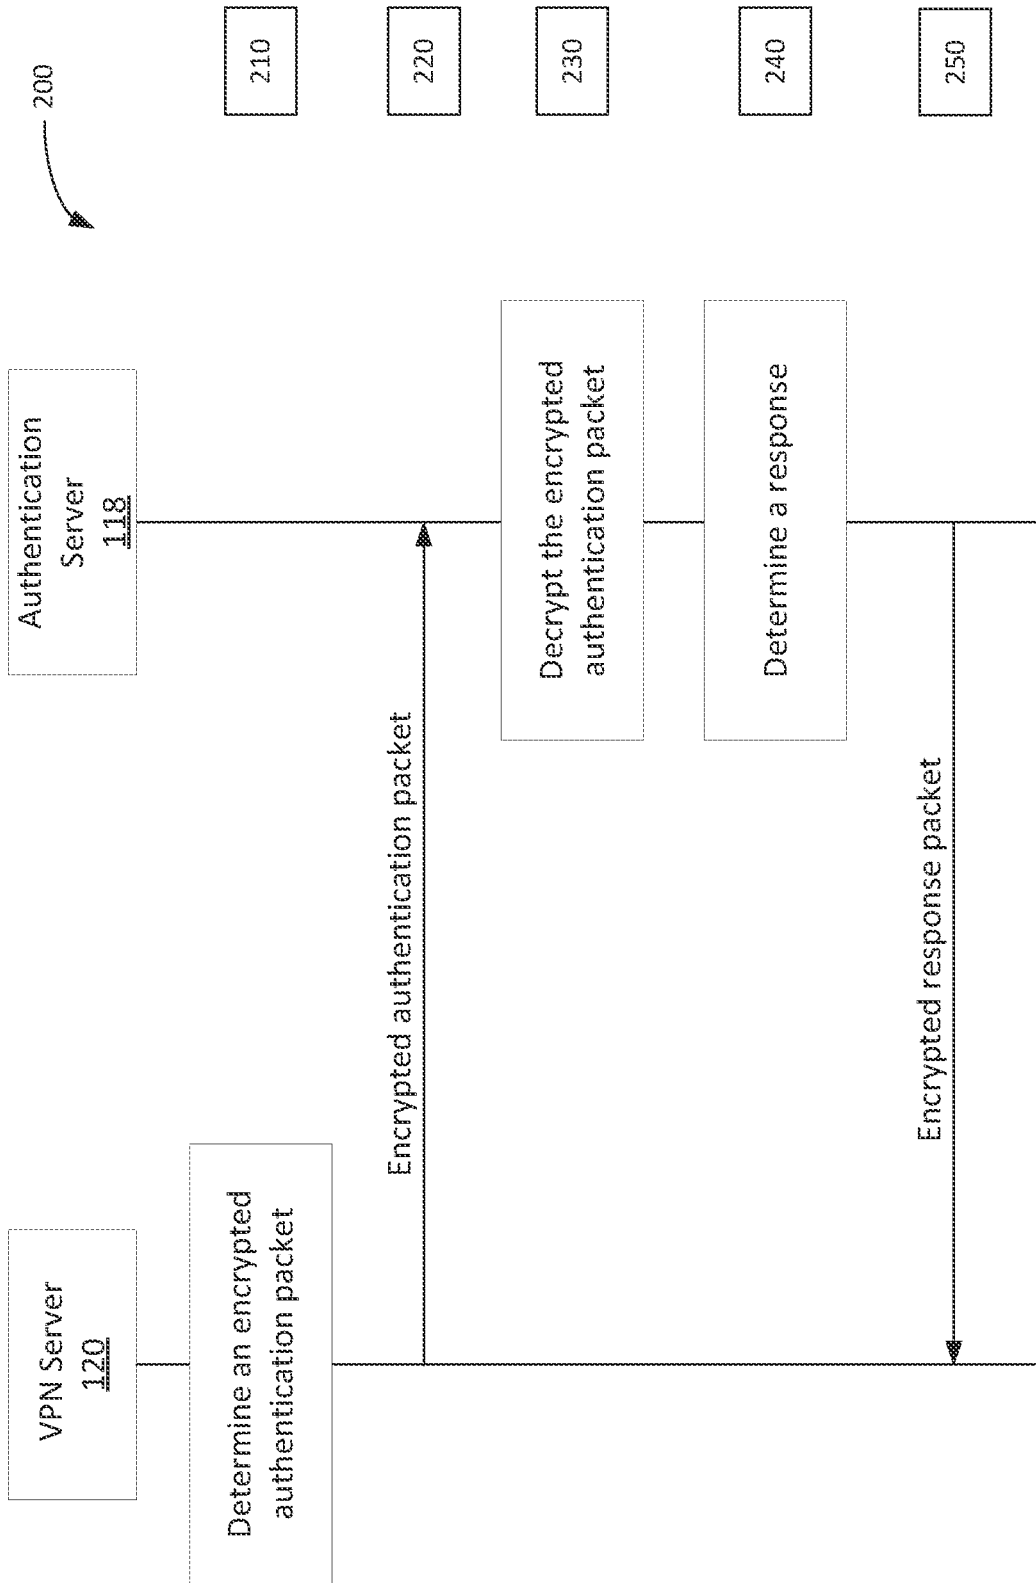 200
VPN Server
120
Authentication
Server
118
Determine an encrypted
authentication packet
210
Encrypted authentication packet
220
Decrypt the encrypted
authentication packet
230
Determine a response
240
Encrypted response packet
250